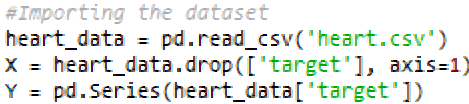 #Importing the dataset
heart_data = pd.read_csv('heart.csv')
X = heart_data.drop(['target'], axis=1)
Y = pd.Series(heart_data['target'])